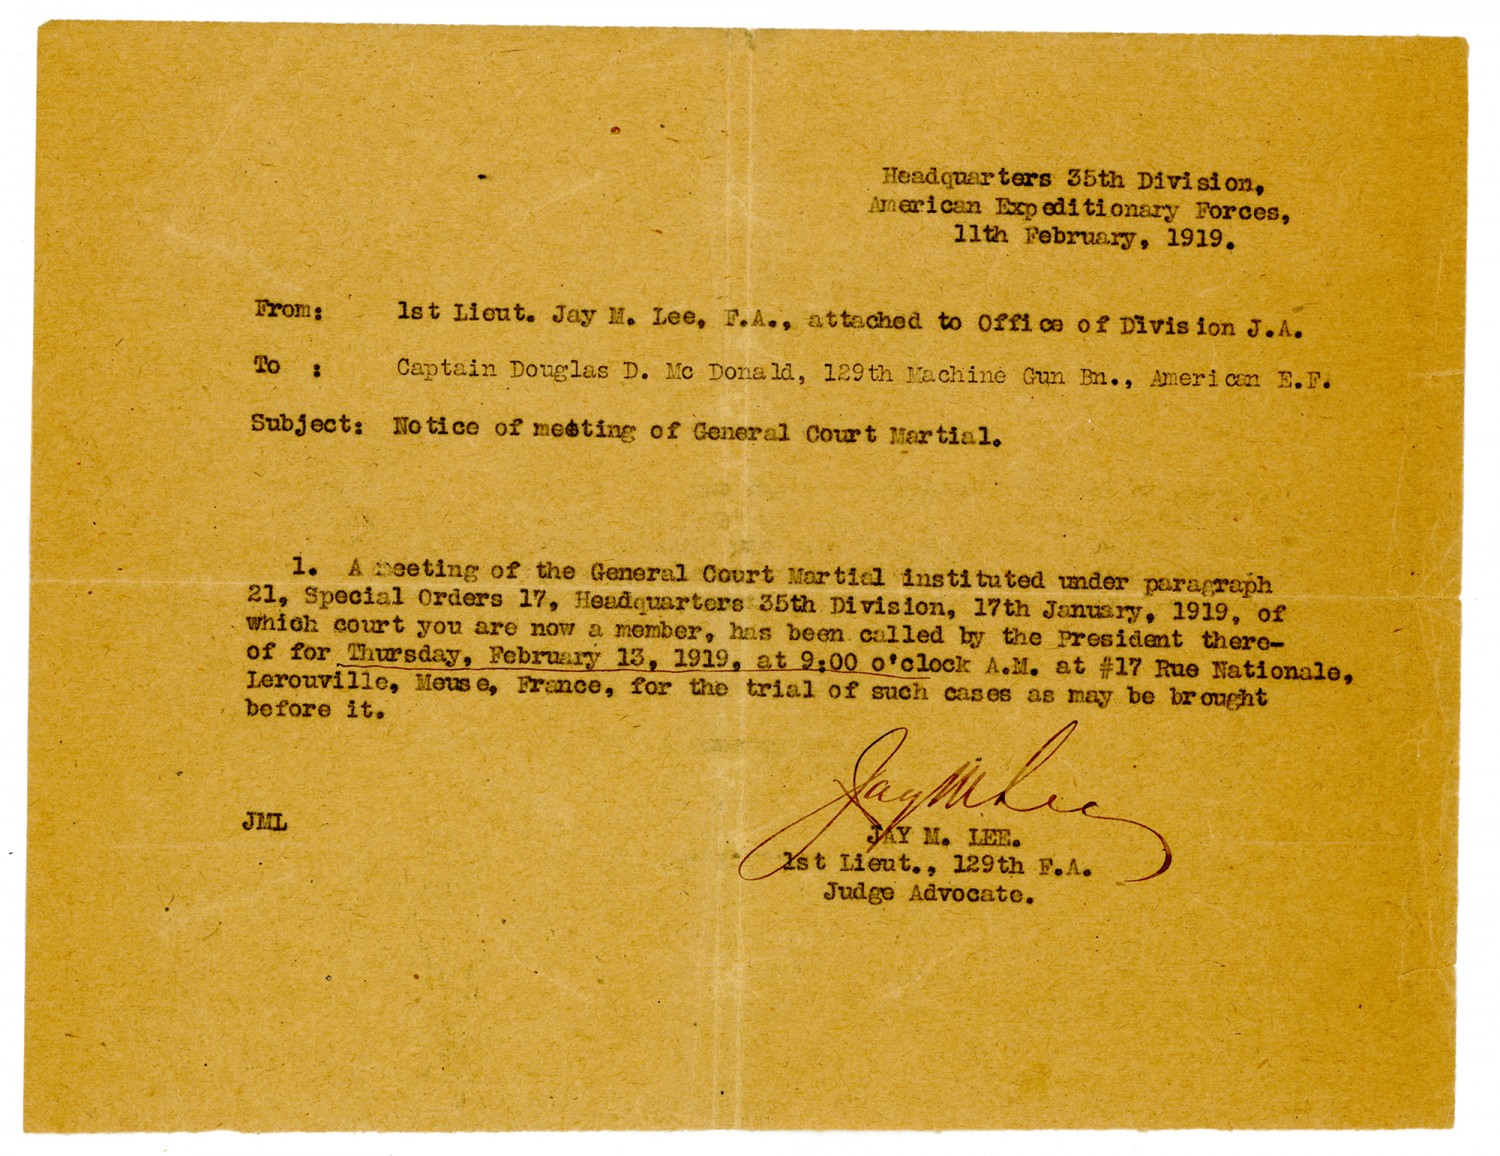 Headquarters 35th Division,
American Expeditionary Forces,
11th February, 1919.
From: 1st Lieut. Jay M. Lee, F.A., attached to Office of Division J.A.
To : Captain Douglas D. Mc Donald, 129th Machine Gun Bn., American E.F.
Subject: Notice of meeting of General Court Martial.
1. A meeting of the General Court Martial instituted under paragraph
21, Special Orders 17, Headquarters 35th Division, 17th January, 1919, of
which court you are now a member, has been called by the President there-
of for Thursday, February 13, 1919, at 9:00 o'clock A.M. at #17 Rue Nationale,
Lerouville, Meuse, France, for the trial of such cases as may be brought
before it.
Jay M Lee
JML
JAY M. LEE.
1st Lieut., 129th F.A.
Judge Advocate.